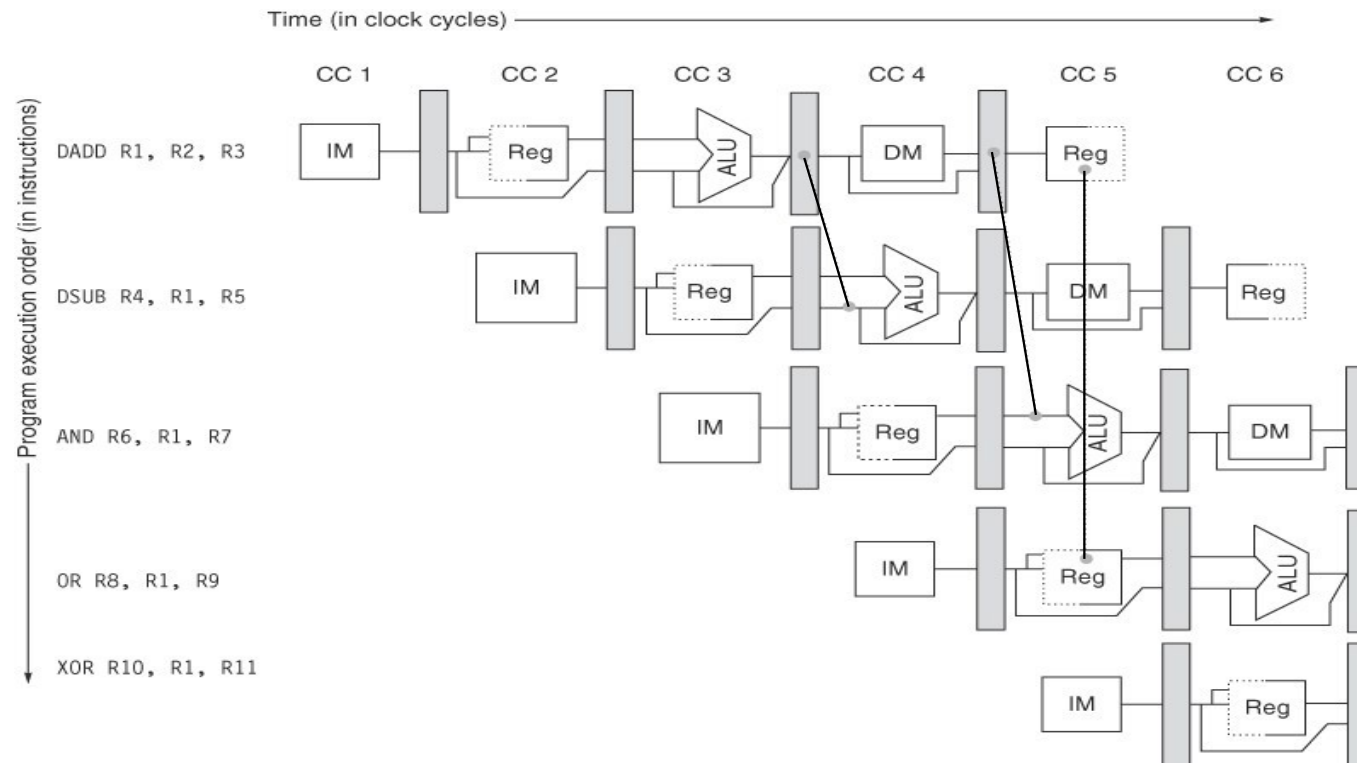 Time (in clock cycles)
CC 1 CC 2 CC 3 CC 4 CC 5 CC 6
Program execution order (in instructions)
DADD R1, R2, R3
IM Reg ALU DM Reg
DSUB R4, R1, R5
IM Reg ALU DM Reg
AND R6, R1, R7
IM Reg ALU DM
OR R8, R1, R9
IM Reg ALU
XOR R10, R1, R11
IM Reg